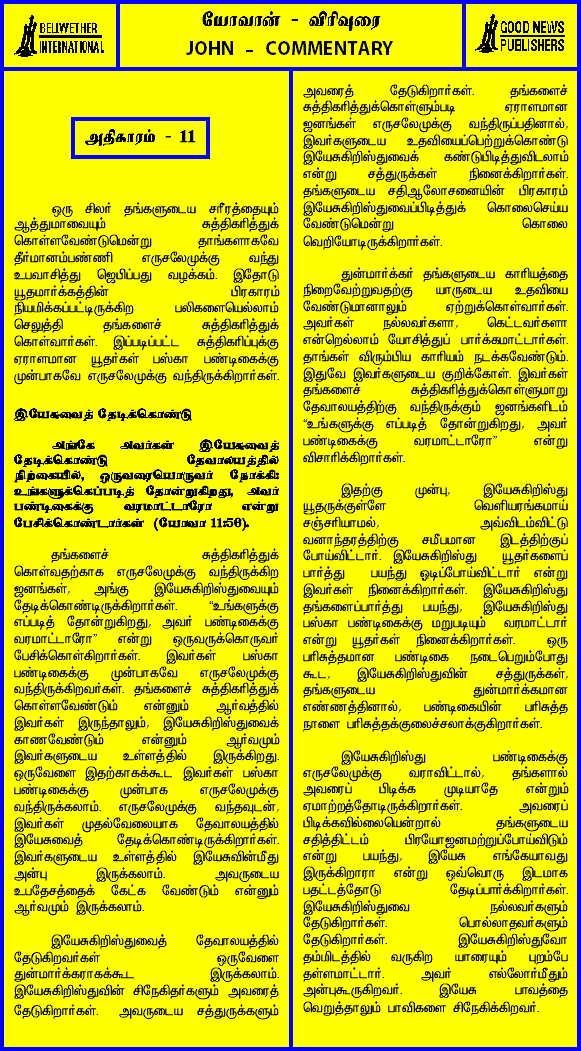 BELWETHER
INTERNATIONAL
யோவான் - விரிவுரை
JOHN - COMMENTARY
GOOD NEWS
PUBLISHERS
அதிகாரம் - 11
ஒரு சிலர் தங்களுடைய சரீரத்தையும்
ஆத்துமாவையும் சுத்திகரித்துக்
கொள்ளவேண்டுமென்று தாங்களாகவே
தீர்மானம்பண்ணி எருசலேமுக்கு வந்து
உபவாசித்து ஜெபிப்பது வழக்கம். இதோடு
யூதமார்க்கத்தின் பிரகாரம்
நியமிக்கப்பட்டிருக்கிற பலிகளையெல்லாம்
செலுத்தி தங்களைச் சுத்திகரித்துக்
கொள்வார்கள். இப்படிப்பட்ட சுத்திகரிப்புக்கு
ஏராளமான யூதர்கள் பஸ்கா பண்டிகைக்கு
முன்பாகவே எருசலேமுக்கு வந்திருக்கிறார்கள்.
இயேசுவைத் தேடிக்கொண்டு
அங்கே அவர்கள் இயேசுவைத்
தேடிக்கொண்டு தேவாலயத்தில்
நிற்கையில், ஒருவரையொருவர் நோக்கி:
உங்களுக்கெப்படித் தோன்றுகிறது, அவர்
பண்டிகைக்கு வரமாட்டாரோ என்று
பேசிக்கொண்டார்கள் (யோவா 11:56).
தங்களைச் சுத்திகரித்துக்
கொள்வதற்காக எருசலேமுக்கு வந்திருக்கிற
ஜனங்கள், அங்கு இயேசுகிறிஸ்துவையும்
தேடிக்கொண்டிருக்கிறார்கள். "உங்களுக்கு
எப்படித் தோன்றுகிறது, அவர் பண்டிகைக்கு
வரமாட்டாரோ" என்று ஒருவருக்கொருவர்
பேசிக்கொள்கிறார்கள். இவர்கள் பஸ்கா
பண்டிகைக்கு முன்பாகவே எருசலேமுக்கு
வந்திருக்கிறவர்கள். தங்களைச் சுத்திகரித்துக்
கொள்ளவேண்டும் என்னும் ஆர்வத்தில்
இவர்கள் இருந்தாலும், இயேசுகிறிஸ்துவைக்
காணவேண்டும் என்னும் ஆர்வமும்
இவர்களுடைய உள்ளத்தில் இருக்கிறது.
ஒருவேளை இதற்காகக்கூட இவர்கள் பஸ்கா
பண்டிகைக்கு முன்பாக எருசலேமுக்கு
வந்திருக்கலாம். எருசலேமுக்கு வந்தவுடன்,
இவர்கள் முதல்வேலையாக தேவாலயத்தில்
இயேசுவைத் தேடிக்கொண்டிருக்கிறார்கள்.
இவர்களுடைய உள்ளத்தில் இயேசுவின்மீது
அன்பு இருக்கலாம். அவருடைய
உபதேசத்தைக் கேட்க வேண்டும் என்னும்
ஆர்வமும் இருக்கலாம்.
இயேசுகிறிஸ்துவைத் தேவாலயத்தில்
தேடுகிறவர்கள் ஒருவேளை
துன்மார்க்கராகக்கூட இருக்கலாம்.
இயேசுகிறிஸ்துவின் சிநேகிதர்களும் அவரைத்
தேடுகிறார்கள். அவருடைய சத்துருக்களும்
அவரைத் தேடுகிறார்கள். தங்களைச்
சுத்திகரித்துக்கொள்ளும்படி ஏராளமான
ஜனங்கள் எருசலேமுக்கு வந்திருப்பதினால்,
இவர்களுடைய உதவியைப்பெற்றுக்கொண்டு
இயேசுகிறிஸ்துவைக் கண்டுபிடித்துவிடலாம்
என்று சத்துருக்கள் நினைக்கிறார்கள்.
தங்களுடைய சதிஆலோசனையின் பிரகாரம்
இயேசுகிறிஸ்துவைப்பிடித்துக் கொலைசெய்ய
வேண்டுமென்று கொலை
வெறியோடிருக்கிறார்கள்.
துன்மார்க்கர் தங்களுடைய காரியத்தை
நிறைவேற்றுவதற்கு யாருடைய உதவியை
வேண்டுமானாலும் ஏற்றுக்கொள்வார்கள்.
அவர்கள் நல்லவர்களா, கெட்டவர்களா
என்றெல்லாம் யோசித்துப் பார்க்கமாட்டார்கள்.
தாங்கள் விரும்பிய காரியம் நடக்கவேண்டும்.
இதுவே இவர்களுடைய குறிக்கோள். இவர்கள்
தங்களைச் சுத்திகரித்துக்கொள்ளுமாறு
தேவாலயத்திற்கு வந்திருக்கும் ஜனங்களிடம்
"உங்களுக்கு எப்படித் தோன்றுகிறது, அவர்
பண்டிகைக்கு வரமாட்டாரோ" என்று
விசாரிக்கிறார்கள்.
இதற்கு முன்பு, இயேசுகிறிஸ்து
யூதருக்குள்ளே வெளியரங்கமாய்
சஞ்சரியாமல், அவ்விடம்விட்டு
வனாந்தரத்திற்கு சமீபமான இடத்திற்குப்
போய்விட்டார். இயேசுகிறிஸ்து யூதர்களைப்
பார்த்து பயந்து ஓடிப்போய்விட்டார் என்று
இவர்கள் நினைக்கிறார்கள். இயேசுகிறிஸ்து
தங்களைப்பார்த்து பயந்து, இயேசுகிறிஸ்து
பஸ்கா பண்டிகைக்கு மறுபடியும் வரமாட்டார்
என்று யூதர்கள் நினைக்கிறார்கள். ஒரு
பரிசுத்தமான பண்டிகை நடைபெறும்போது
கூட, இயேசுகிறிஸ்துவின் சத்துருக்கள்,
தங்களுடைய துன்மார்க்கமான
எண்ணத்தினால், பண்டிகையின் பரிசுத்த
நாளை பரிசுத்தக்குலைச்சலாக்குகிறார்கள்.
இயேசுகிறிஸ்து பண்டிகைக்கு
எருசலேமுக்கு வராவிட்டால், தங்களால்
அவரைப் பிடிக்க முடியாதே என்றும்
ஏமாற்றத்தோடிருக்கிறார்கள். அவரைப்
பிடிக்கவில்லையென்றால் தங்களுடைய
சதித்திட்டம் பிரயோஜனமற்றுப்போய்விடும்
என்று பயந்து, இயேசு எங்கேயாவது
இருக்கிறாரா என்று ஒவ்வொரு இடமாக
பதட்டத்தோடு தேடிப்பார்க்கிறார்கள்.
இயேசுகிறிஸ்துவை நல்லவர்களும்
தேடுகிறார்கள். பொல்லாதவர்களும்
தேடுகிறார்கள். இயேசுகிறிஸ்துவோ
தம்மிடத்தில் வருகிற யாரையும் புறம்பே
தள்ளமாட்டார். அவர் எல்லோர்மீதும்
அன்புகூருகிறவர். இயேசு பாவத்தை
வெறுத்தாலும் பாவிகளை சிநேகிக்கிறவர்.